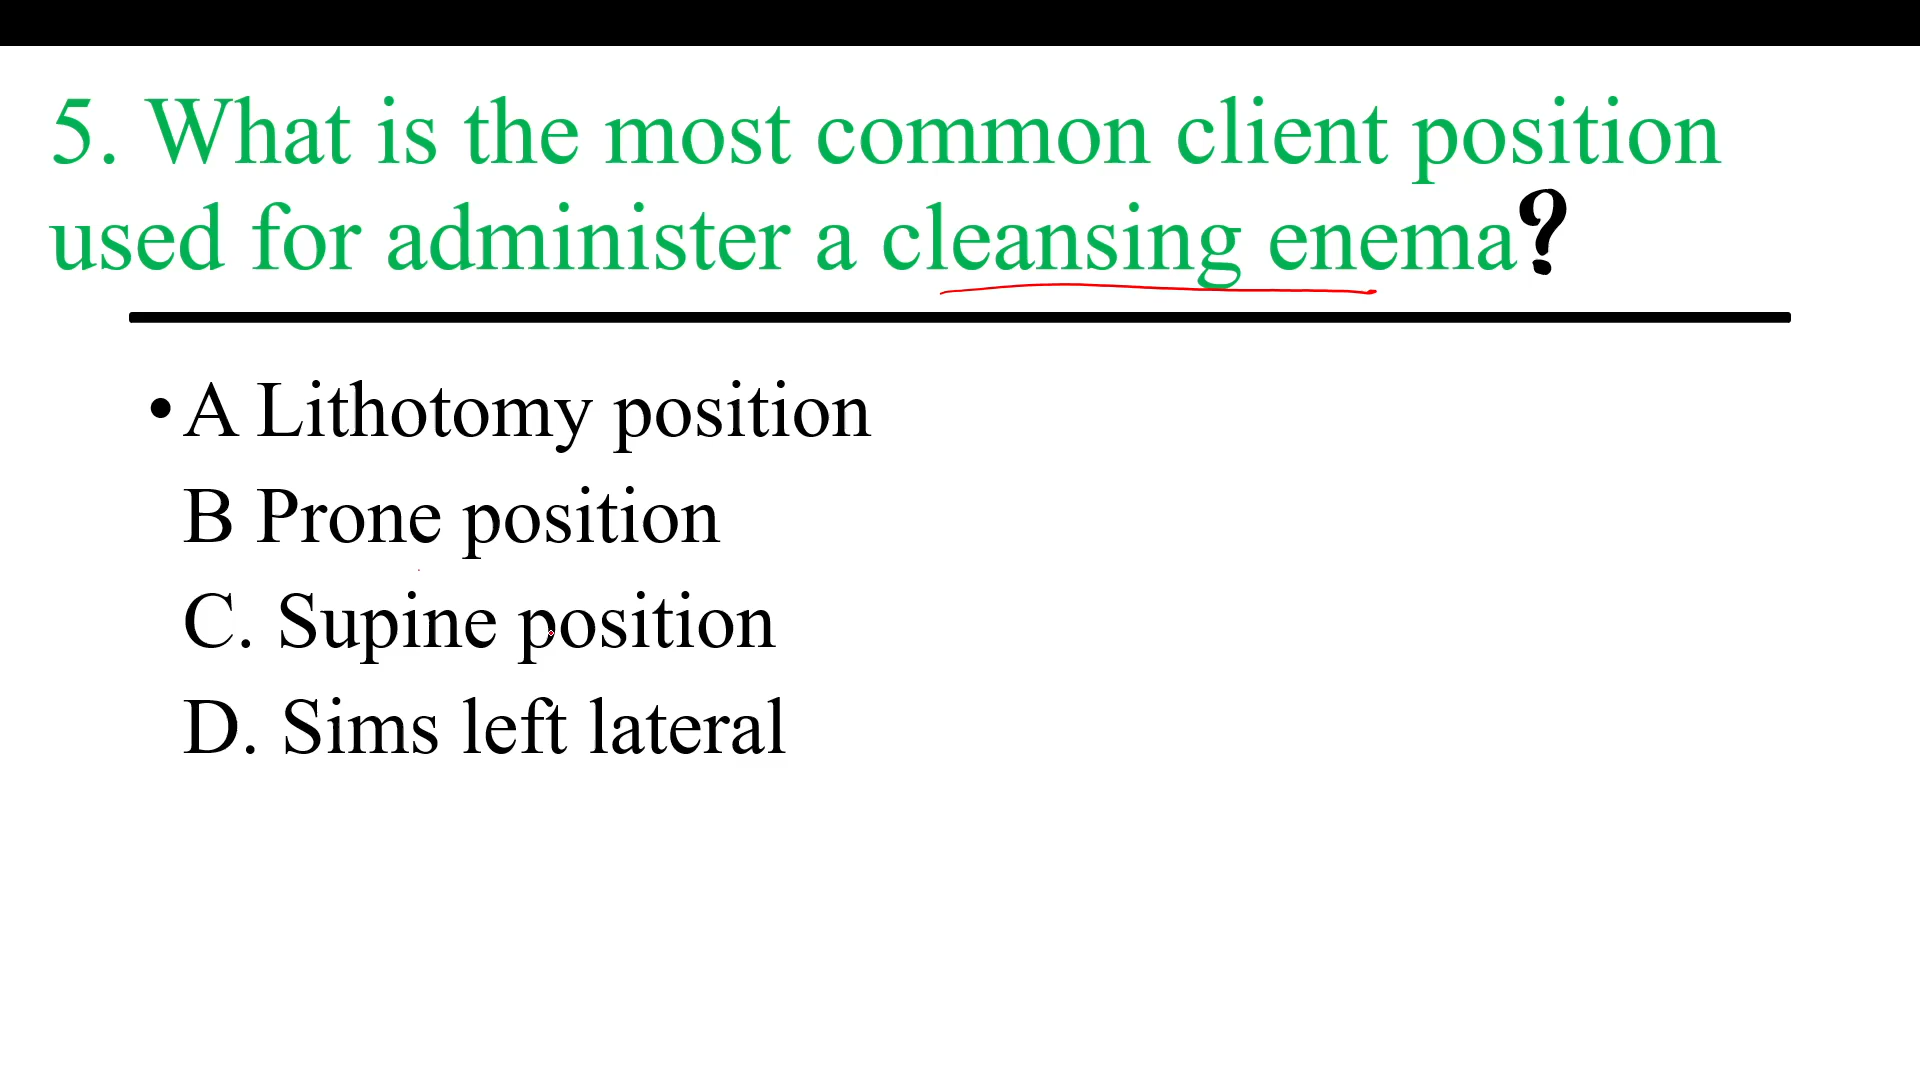 5. What is the most common client position
used for administer a cleansing enema?
• A Lithotomy position
B Prone position
C. Supine position
D. Sims left lateral